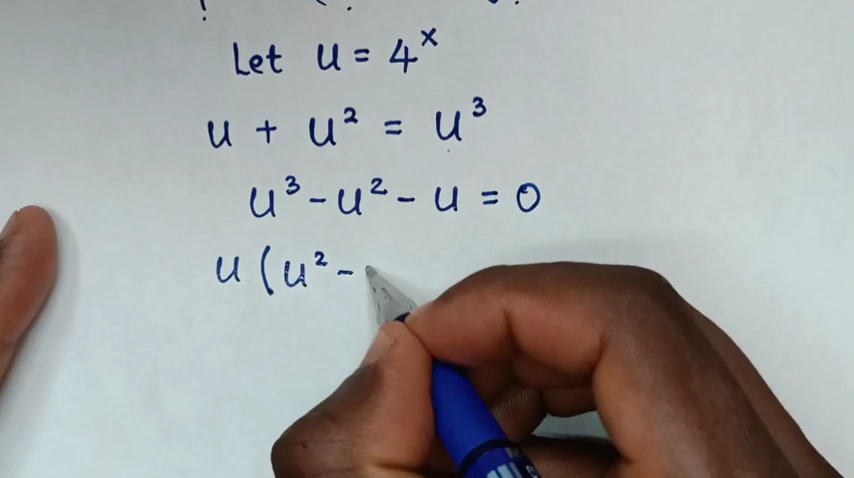 Let u = 4^x
u + u² = u³
u³ - u² - u = 0
u (u² -